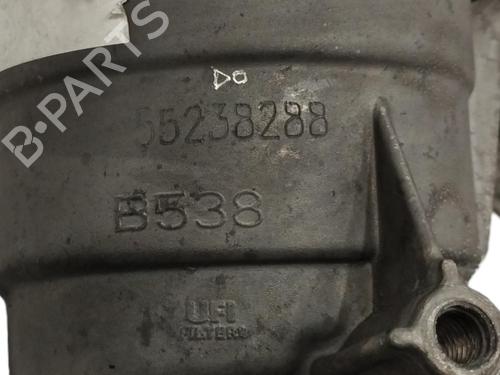 B-PARTS
DO
55238288
B538
UFI
FILTERS